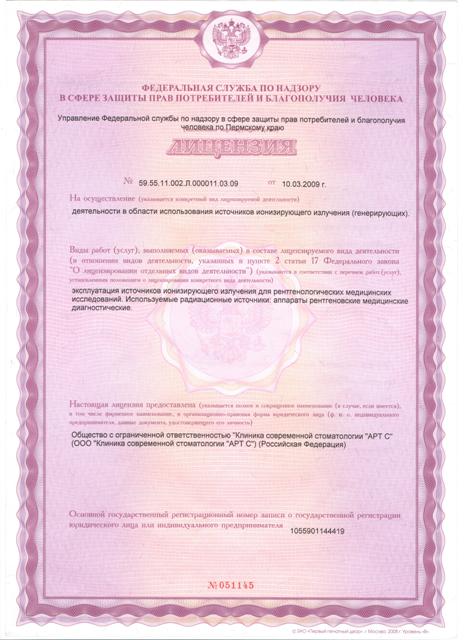 ФЕДЕРАЛЬНАЯ СЛУЖБА ПО НАДЗОРУ
В СФЕРЕ ЗАЩИТЫ ПРАВ ПОТРЕБИТЕЛЕЙ И БЛАГОПОЛУЧИЯ ЧЕЛОВЕКА
Управление Федеральной службы по надзору в сфере защиты прав потребителей и благополучия
человека по Пермскому краю
ЛИЦЕНЗИЯ
№ 59.55.11.002.Л.000011.03.09 от 10.03.2009 г.
На осуществление (указывается конкретный вид лицензируемой деятельности)
деятельности в области использования источников ионизирующего излучения (генерирующих).
Виды работ (услуг), выполняемых (оказываемых) в составе лицензируемого вида деятельности
(в отношении видов деятельности, указанных в пункте 2 статьи 17 Федерального закона
"О лицензировании отдельных видов деятельности") (указываются в соответствии с перечнем работ(услуг),
установленным положением о лицензировании конкретного вида деятельности)
эксплуатация источников ионизирующего излучения для рентгенологических медицинских
исследований. Используемые радиационные источники: аппараты рентгеновские медицинские
диагностические.
Настоящая лицензия предоставлена (указывается полное и сокращенное наименование (в случае, если имеется),
в том числе фирменное наименование, и организационно-правовая форма юридического лица (ф. и. о. индивидуального
предпринимателя, данные документа, удостоверяющего его личность)
Общество с ограниченной ответственностью "Клиника современной стоматологии "АРТ С"
(ООО "Клиника современной стоматологии "АРТ С") (Российская Федерация)
Основной государственный регистрационный номер записи о государственной регистрации
юридического лица или индивидуального предпринимателя 1055901144419
№051145
© ЗАО «Первый печатный двор», г. Москва, 2008 г. Уровень «В»